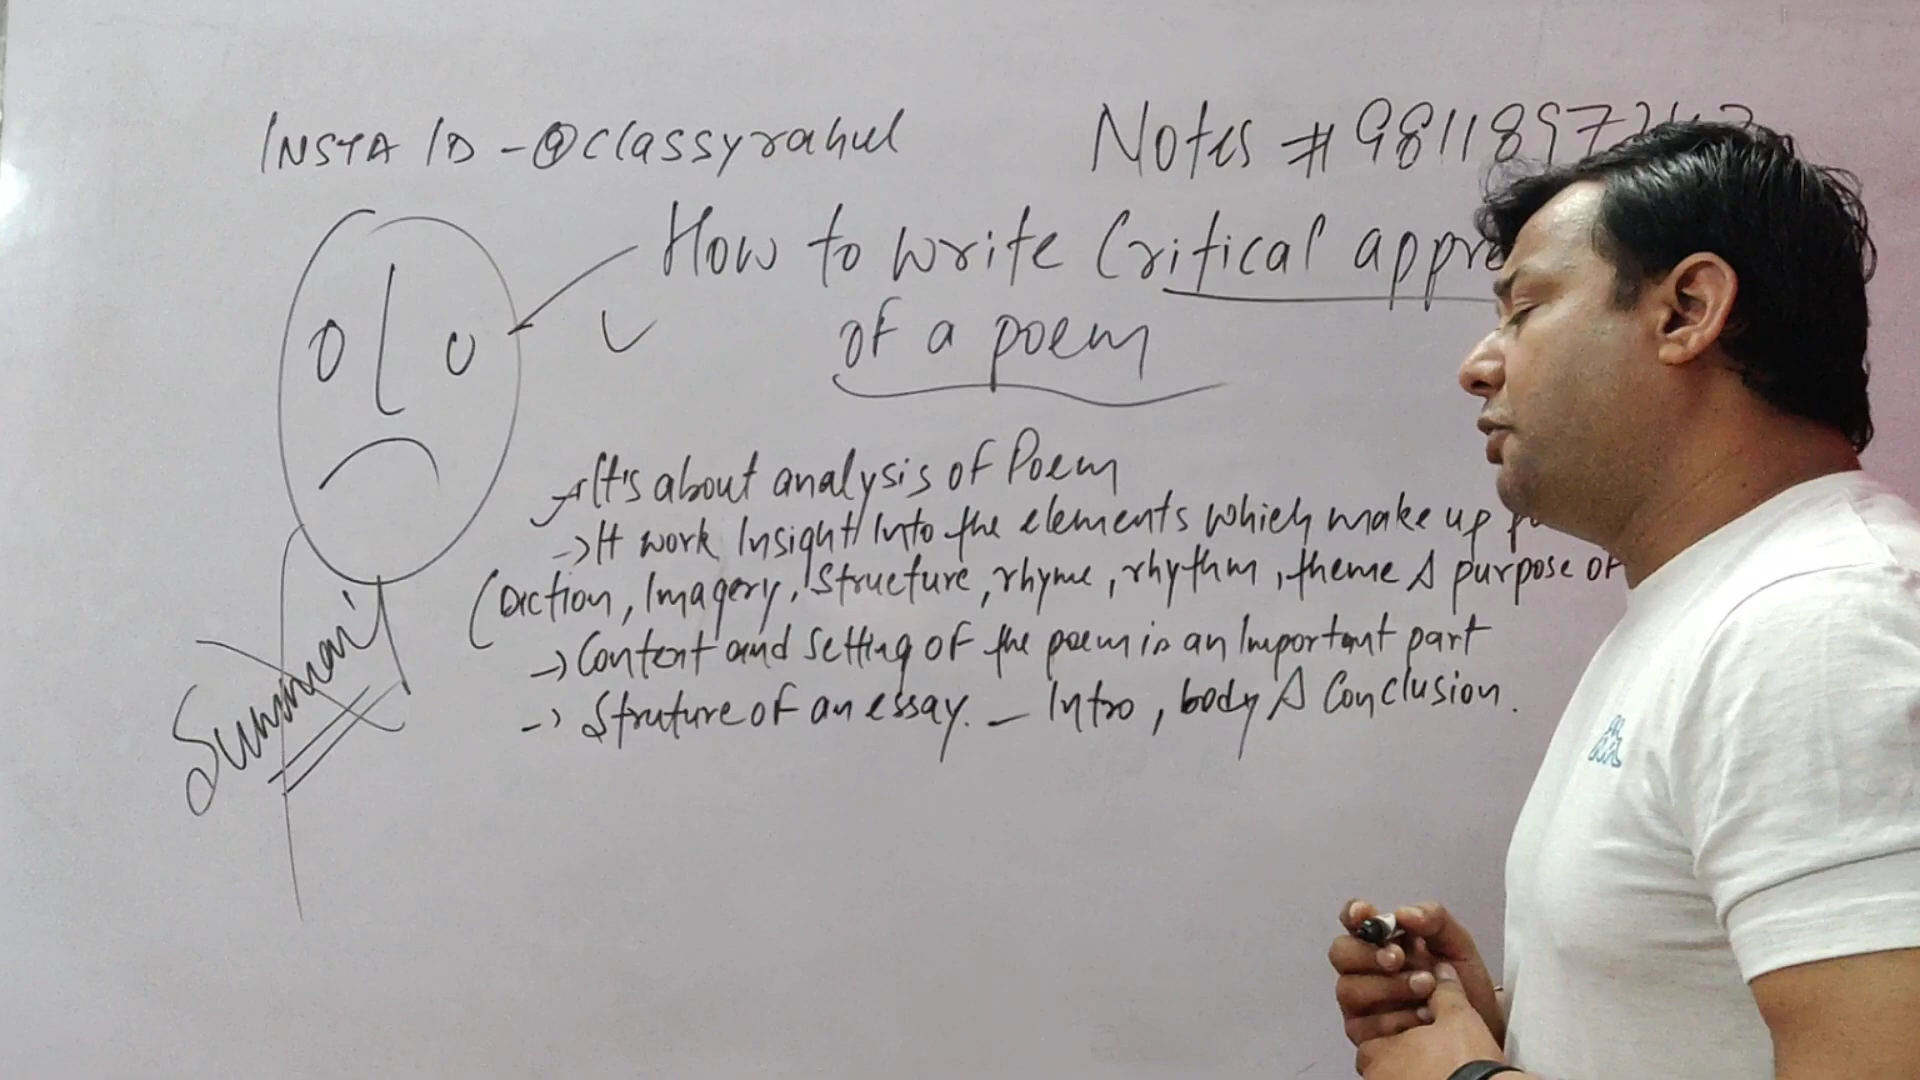 INSTA ID - @classyrahul
Notes # 9811897
How to write Critical appre
of a poem
It's about analysis of Poem
→ It work Insight Into the elements which make up
(Diction, Imagery, Structure, rhyme, rhythm, theme & purpose of
→ Content and Setting of the poem is an Important part
→ Struture of an essay. - Intro, body & Conclusion.
Summary